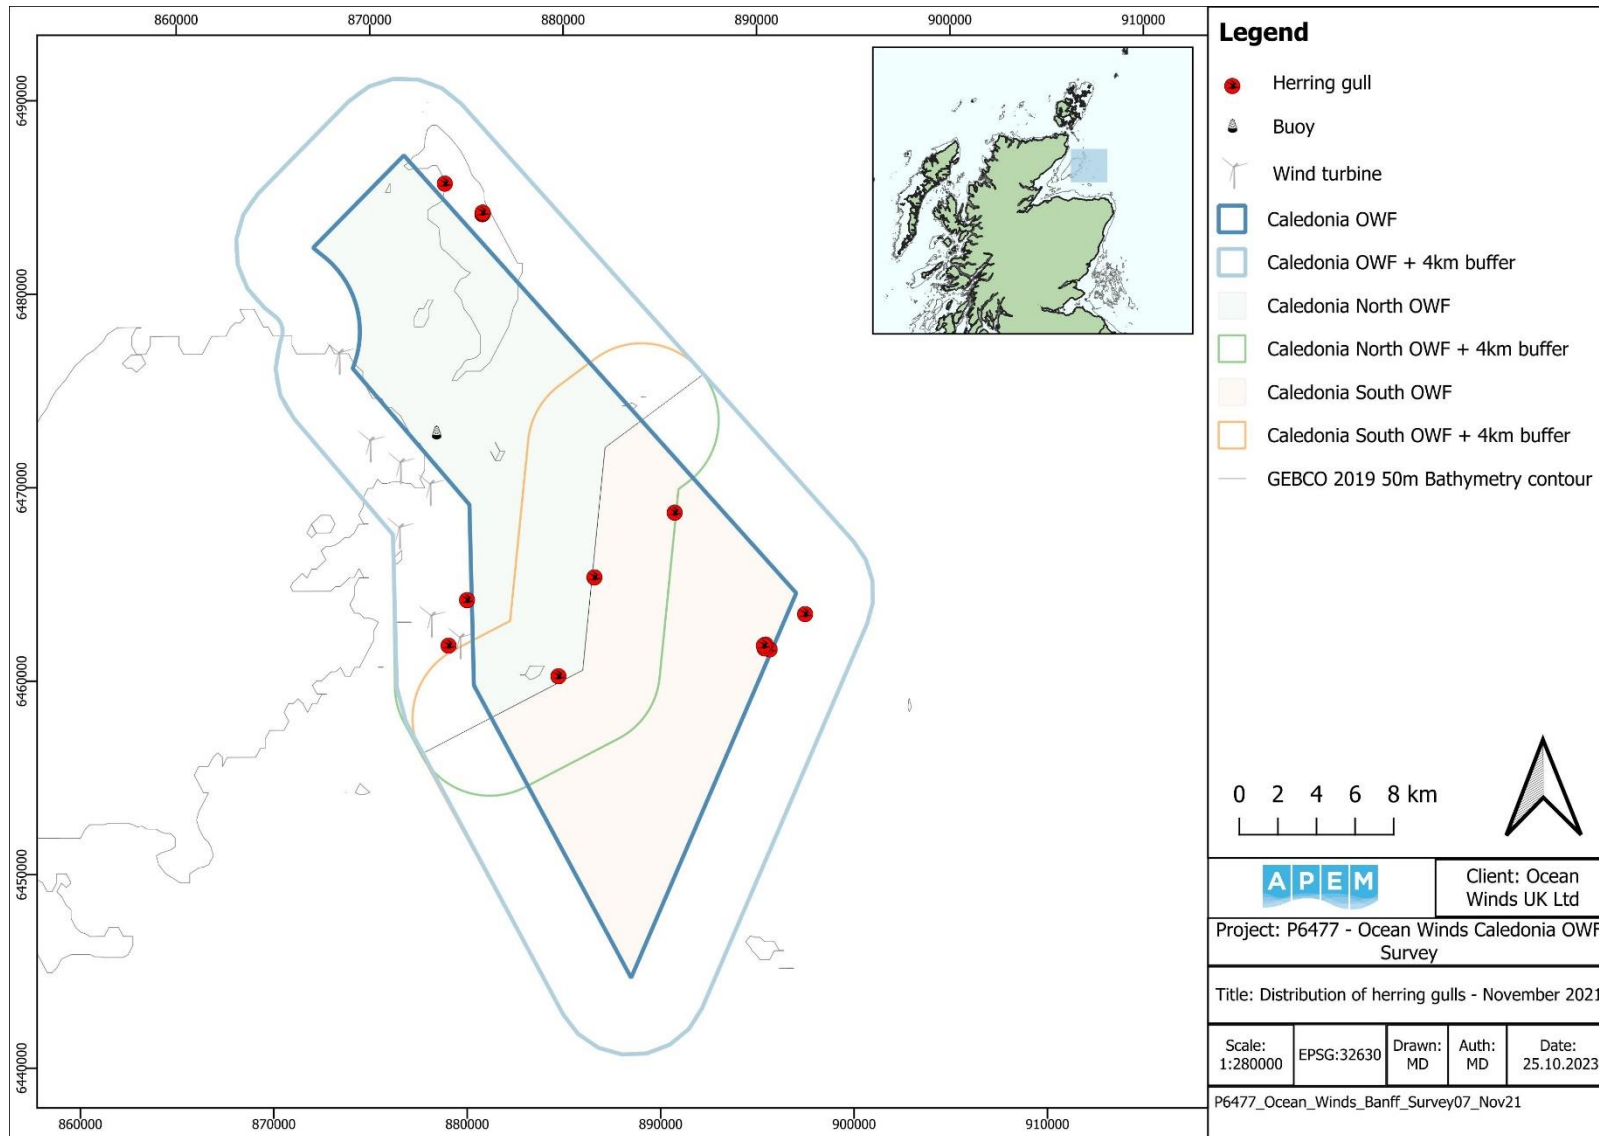 860000 870000 880000 890000 900000 910000
6490000
6480000
6470000
6460000
6450000
6440000
860000 870000 880000 890000 900000 910000
Legend
Herring gull
Buoy
Wind turbine
Caledonia OWF
Caledonia OWF + 4km buffer
Caledonia North OWF
Caledonia North OWF + 4km buffer
Caledonia South OWF
Caledonia South OWF + 4km buffer
GEBCO 2019 50m Bathymetry contour
0 2 4 6 8 km
APEM
Client: Ocean
Winds UK Ltd
Project: P6477 - Ocean Winds Caledonia OWF
Survey
Title: Distribution of herring gulls - November 2021
Scale:
1:280000
EPSG:32630
Drawn:
MD
Auth:
MD
Date:
25.10.2023
P6477_Ocean_Winds_Banff_Survey07_Nov21